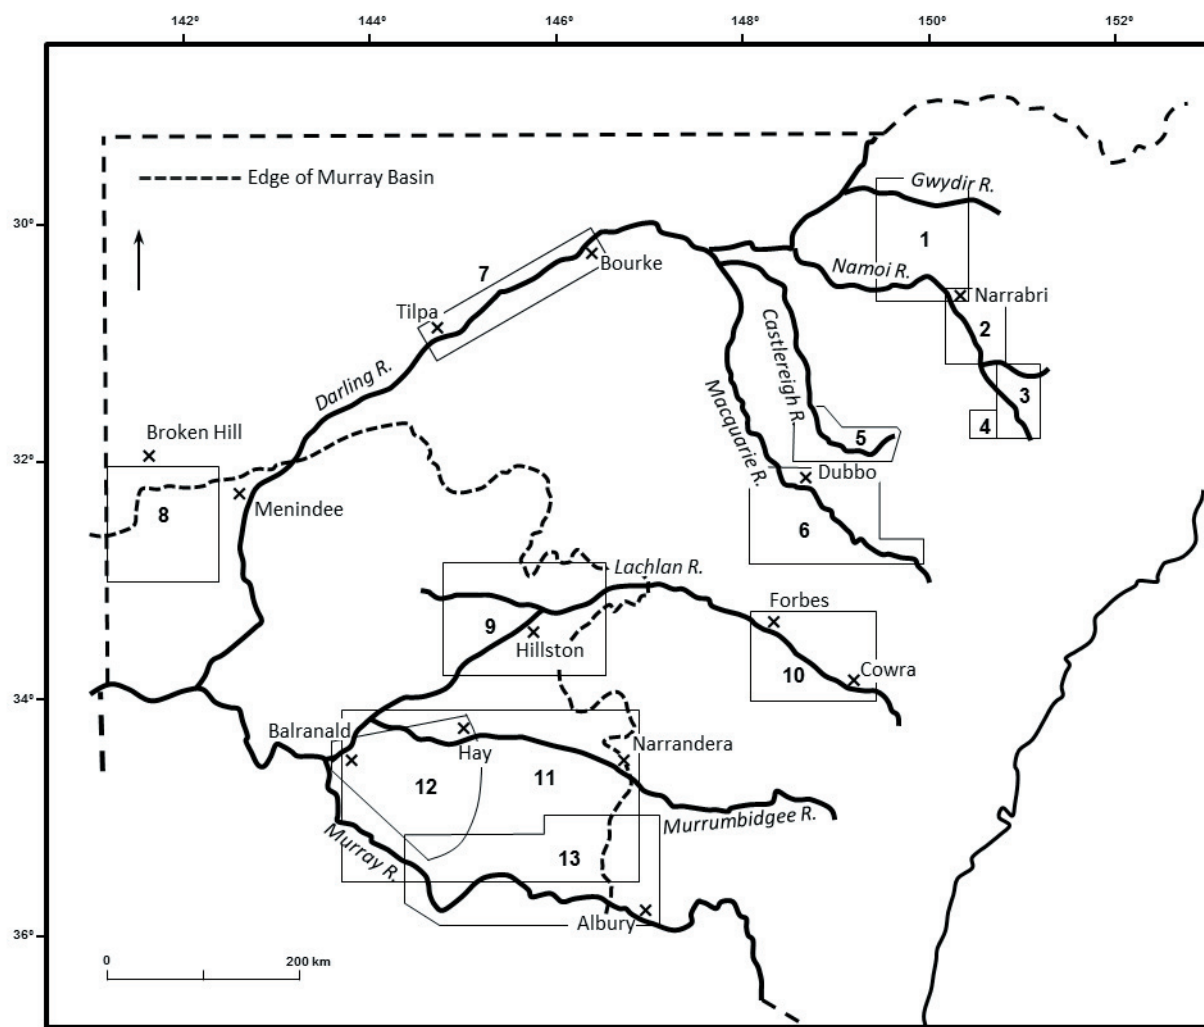 142° 144° 146° 148° 150° 152°
Edge of Murray Basin
Gwydir R.
30°
1
Bourke
7
Namoi R.
Narrabri
Tilpa
2
Castlereigh R.
Darling R.
3
Macquarie R.
4
Broken Hill
5
32°
Dubbo
Menindee
8
6
Lachlan R.
Forbes
9
Hillston
10
Cowra
34°
Balranald
Hay
Narrandera
12
11
Murrumbidgee R.
Murray R.
13
Albury
36°
0 200 km